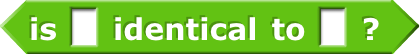 is identical to ?